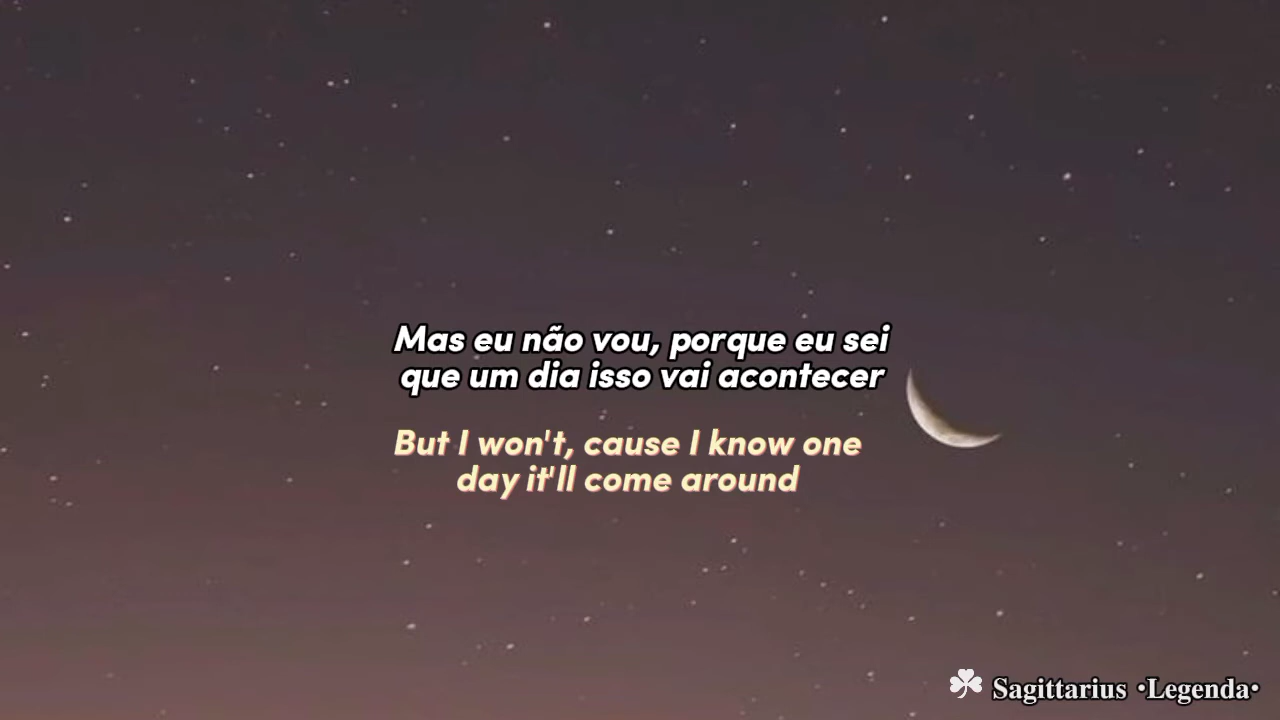 Mas eu não vou, porque eu sei
que um dia isso vai acontecer
But I won't, cause I know one
day it'll come around
Sagittarius •Legenda•